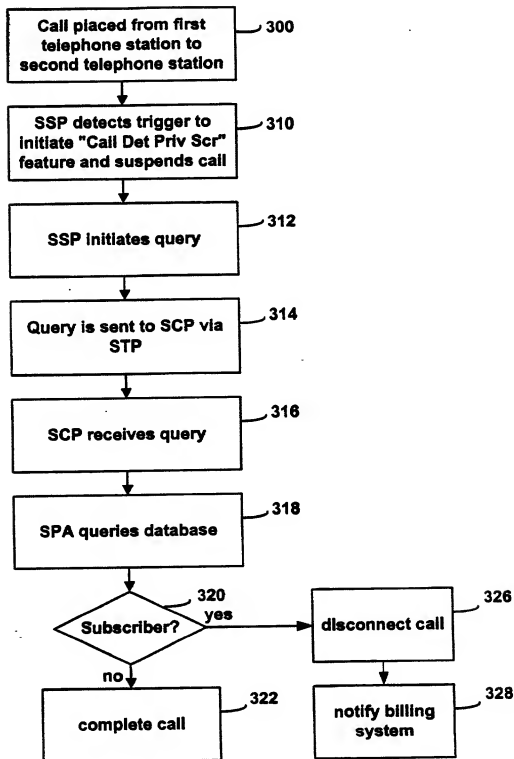 Call placed from first
telephone station to
second telephone station
300
SSP detects trigger to
initiate "Call Det Priv Scr"
feature and suspends call
310
SSP initiates query
312
Query is sent to SCP via
STP
314
SCP receives query
316
SPA queries database
318
Subscriber?
320
yes
no
disconnect call
326
complete call
322
notify billing
system
328